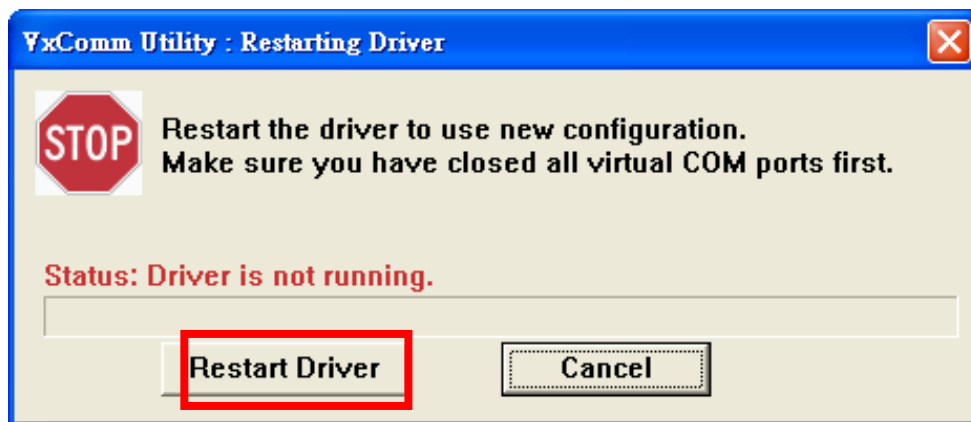 VxComm Utility : Restarting Driver
STOP
Restart the driver to use new configuration.
Make sure you have closed all virtual COM ports first.
Status: Driver is not running.
Restart Driver
Cancel